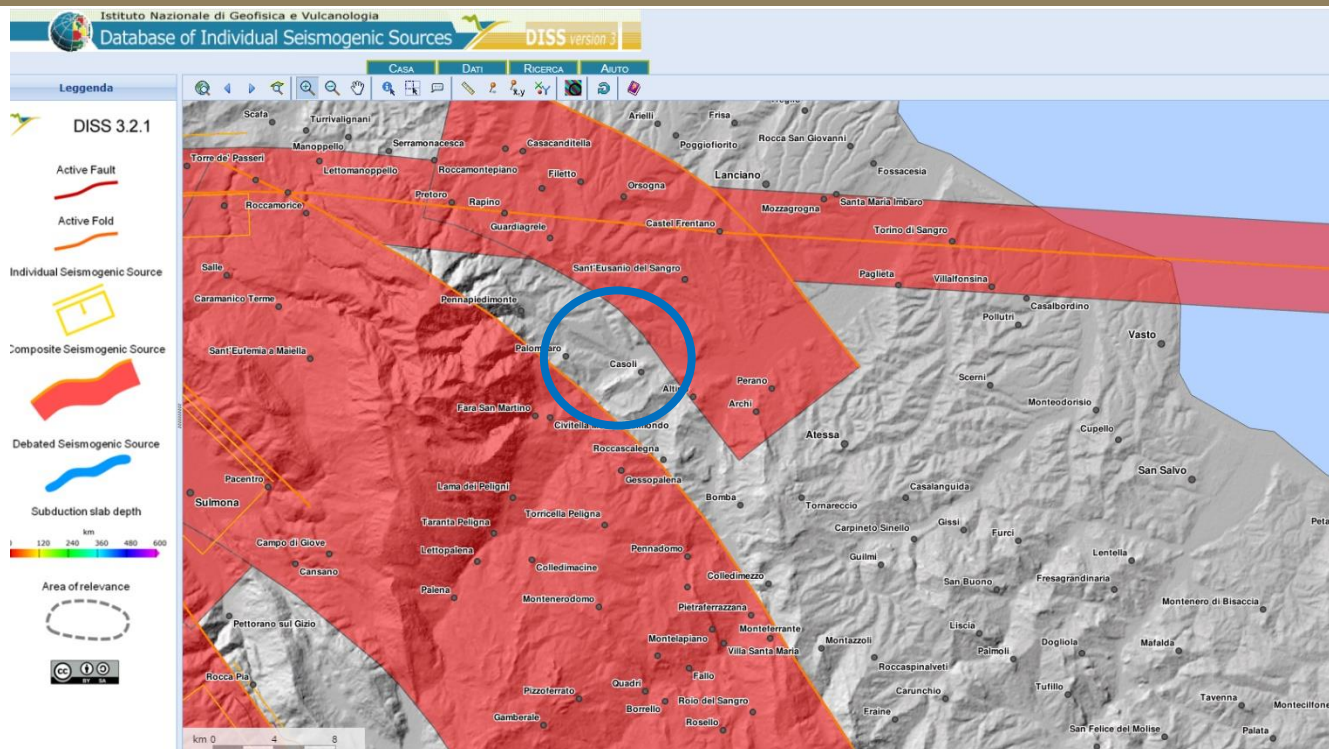 Istituto Nazionale di Geofisica e Vulcanologia
Database of Individual Seismogenic Sources
DISS version 3
CASA DATI RICERCA AIUTO
Leggenda
DISS 3.2.1
Active Fault
Active Fold
Individual Seismogenic Source
Composite Seismogenic Source
Debated Seismogenic Source
Subduction slab depth
km
120 240 360 480 600
Area of relevance
CC BY SA
x,y
Scafa
Turrivalignani
Manoppello
Serramonacesca
Casacanditella
Arielli
Frisa
Poggiofiorito
Rocca San Giovanni
Torre de' Passeri
Lettomanoppello
Roccamontepiano
Filetto
Orsogna
Lanciano
Fossacesia
Roccamorice
Pretoro
Rapino
Mozzagrogna
Santa Maria Imbaro
Guardiagrele
Castel Frentano
Torino di Sangro
Salle
Sant'Eusanio del Sangro
Paglieta
Villalfonsina
Caramanico Terme
Pennapiedimonte
Casalbordino
Pollutri
Vasto
Sant'Eufemia a Maiella
Casoli
Perano
Scerni
Archi
Monteodorisio
Fara San Martino
Atessa
Cupello
Roccascalegna
San Salvo
Pacentro
Gessopalena
Sulmona
Lama dei Peligni
Bomba
Tornareccio
Casalanguida
Taranta Peligna
Torricella Peligna
Carpineto Sinello
Gissi
Furci
Campo di Giove
Lettopalena
Pennadomo
Guilmi
Lentella
Cansano
Colledimacine
Colledimezzo
San Buono
Fresagrandinaria
Palena
Montenerodomo
Pietraferrazzana
Montenero di Bisaccia
Pettorano sul Gizio
Monteferrante
Liscia
Montelapiano
Villa Santa Maria
Montazzoli
Palmoli
Dogliola
Mafalda
Rocca Pia
Fallo
Roccaspinalveti
Pizzoferrato
Quadri
Carunchio
Tufillo
Tavenna
Borrello
Roio del Sangro
Gamberale
Rosello
Fraine
San Felice del Molise
Palata
km 0 4 8